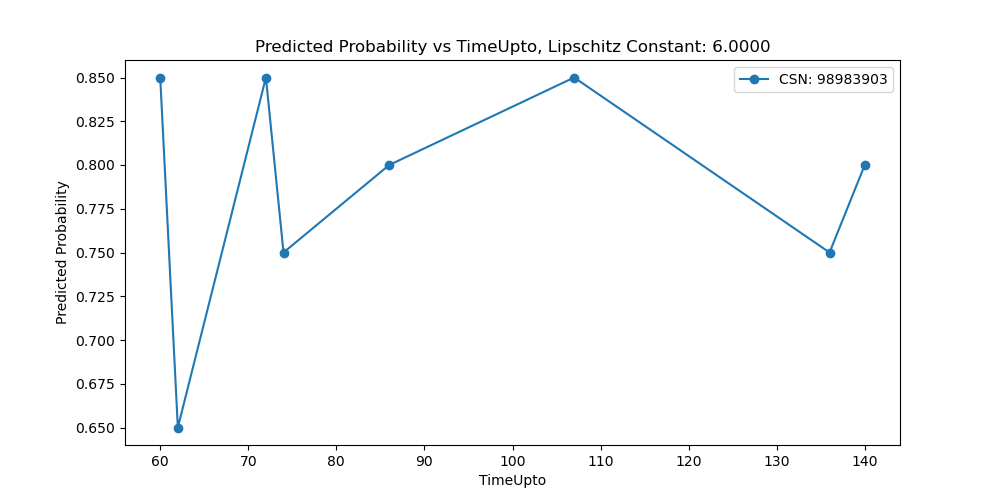 Predicted Probability vs TimeUpto, Lipschitz Constant: 6.0000
CSN: 98983903
Predicted Probability
0.850
0.825
0.800
0.775
0.750
0.725
0.700
0.675
0.650
60 70 80 90 100 110 120 130 140
TimeUpto